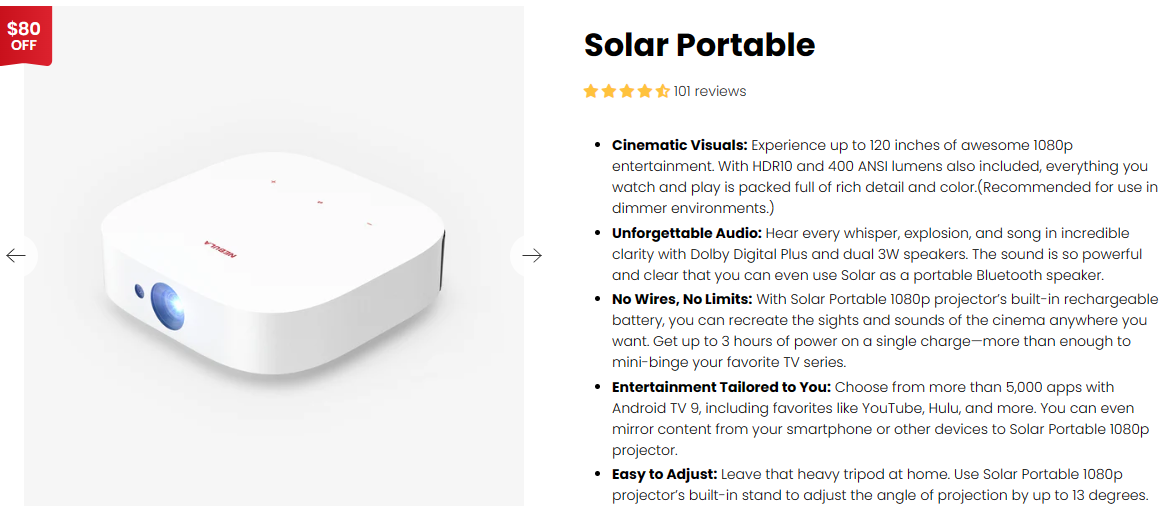 $80
OFF
Solar Portable
101 reviews
Cinematic Visuals: Experience up to 120 inches of awesome 1080p
entertainment. With HDR10 and 400 ANSI lumens also included, everything you
watch and play is packed full of rich detail and color.(Recommended for use in
dimmer environments.)
Unforgettable Audio: Hear every whisper, explosion, and song in incredible
clarity with Dolby Digital Plus and dual 3W speakers. The sound is so powerful
and clear that you can even use Solar as a portable Bluetooth speaker.
No Wires, No Limits: With Solar Portable 1080p projector’s built-in rechargeable
battery, you can recreate the sights and sounds of the cinema anywhere you
want. Get up to 3 hours of power on a single charge—more than enough to
mini-binge your favorite TV series.
Entertainment Tailored to You: Choose from more than 5,000 apps with
Android TV 9, including favorites like YouTube, Hulu, and more. You can even
mirror content from your smartphone or other devices to Solar Portable 1080p
projector.
Easy to Adjust: Leave that heavy tripod at home. Use Solar Portable 1080p
projector’s built-in stand to adjust the angle of projection by up to 13 degrees.
NEBULA